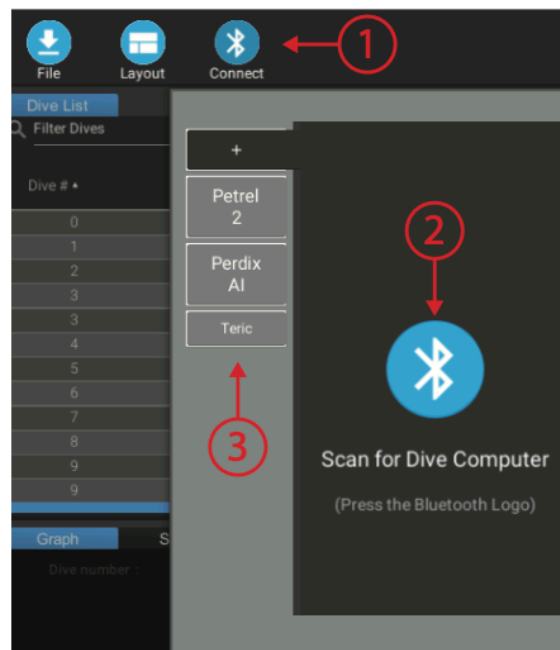 File Layout Connect 1
Dive List
Filter Dives
Dive #
0
1
2
3
3
4
5
6
7
8
9
9
Graph S
Dive number :
+
Petrel
2
Perdix
AI
Teric
3
2
Scan for Dive Computer
(Press the Bluetooth Logo)